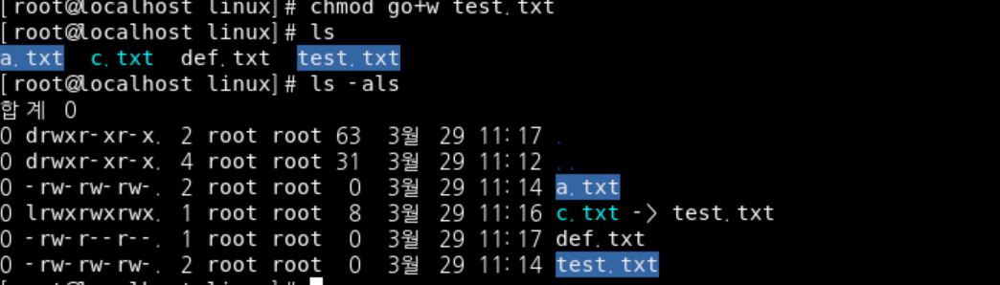 [root@localhost linux]# chmod go+w test.txt
[root@localhost linux]# ls
a.txt  c.txt  def.txt  test.txt
[root@localhost linux]# ls -als
합계 0
0 drwxr-xr-x. 2 root root 63  3월 29 11:17 .
0 drwxr-xr-x. 4 root root 31  3월 29 11:12 ..
0 -rw-rw-rw-. 2 root root  0  3월 29 11:14 a.txt
0 lrwxrwxrwx. 1 root root  8  3월 29 11:16 c.txt -> test.txt
0 -rw-r--r--. 1 root root  0  3월 29 11:17 def.txt
0 -rw-rw-rw-. 2 root root  0  3월 29 11:14 test.txt
[root@localhost linux]#